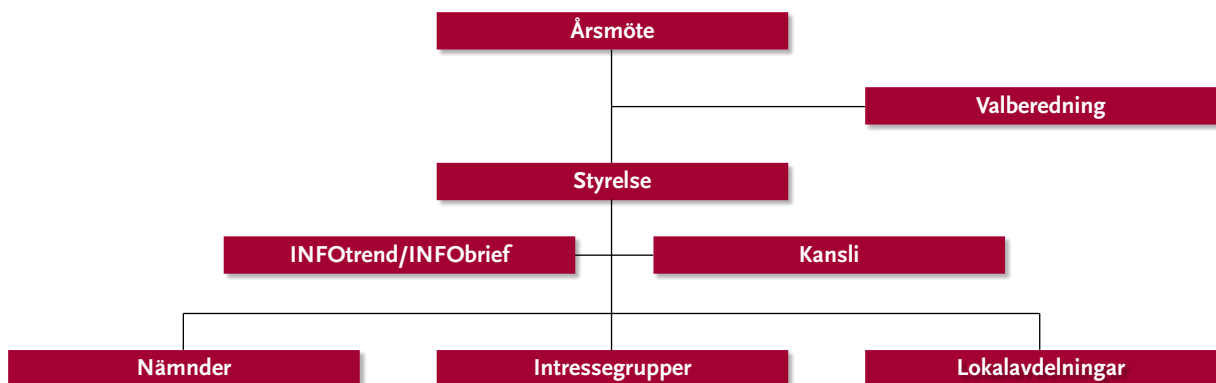 Årsmöte
Valberedning
Styrelse
INFOtrend/INFObrief
Kansli
Nämnder
Intressegrupper
Lokalavdelningar